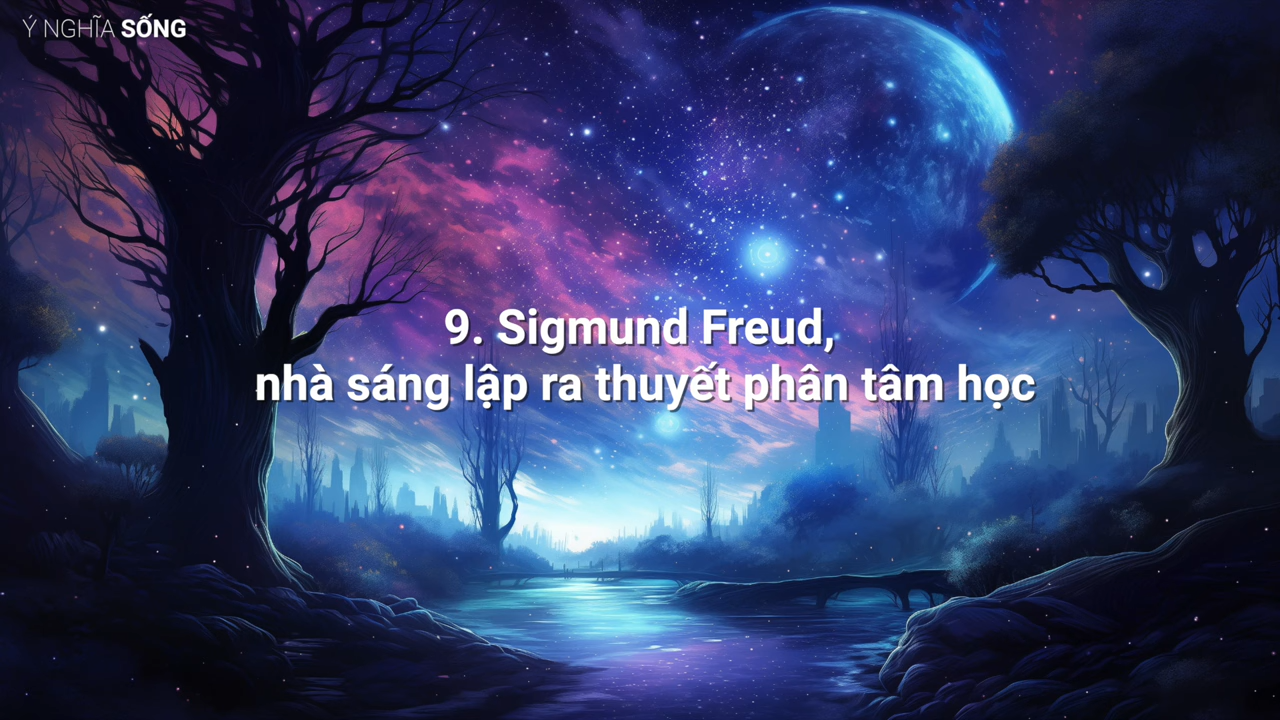 Ý NGHĨA SỐNG
9. Sigmund Freud,
nhà sáng lập ra thuyết phân tâm học